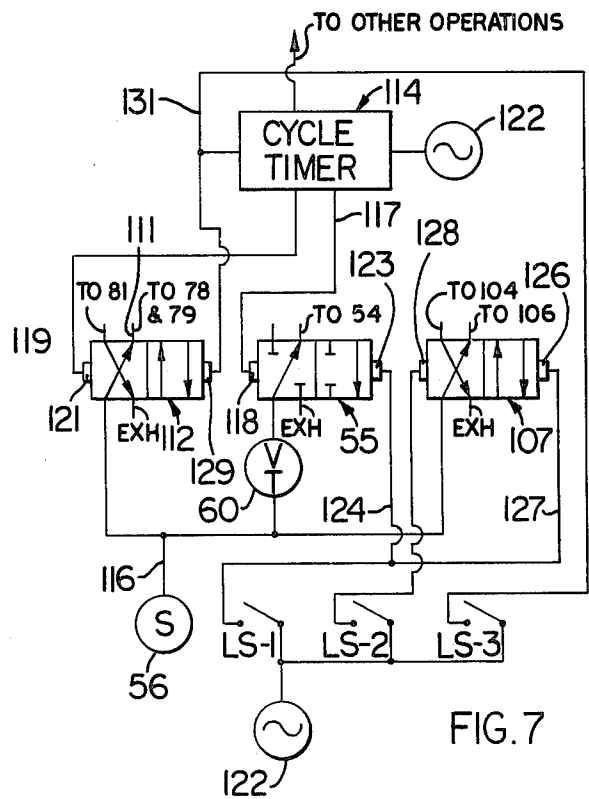 TO OTHER OPERATIONS
131
114
CYCLE
TIMER
122
117
111
128
123
126
TO 81
TO 78
& 79
TO 54
TO 104
TO 106
119
121
EXH
112
129
118
EXH
55
EXH
107
V
60
124
127
116
S
56
LS-1
LS-2
LS-3
122
FIG. 7